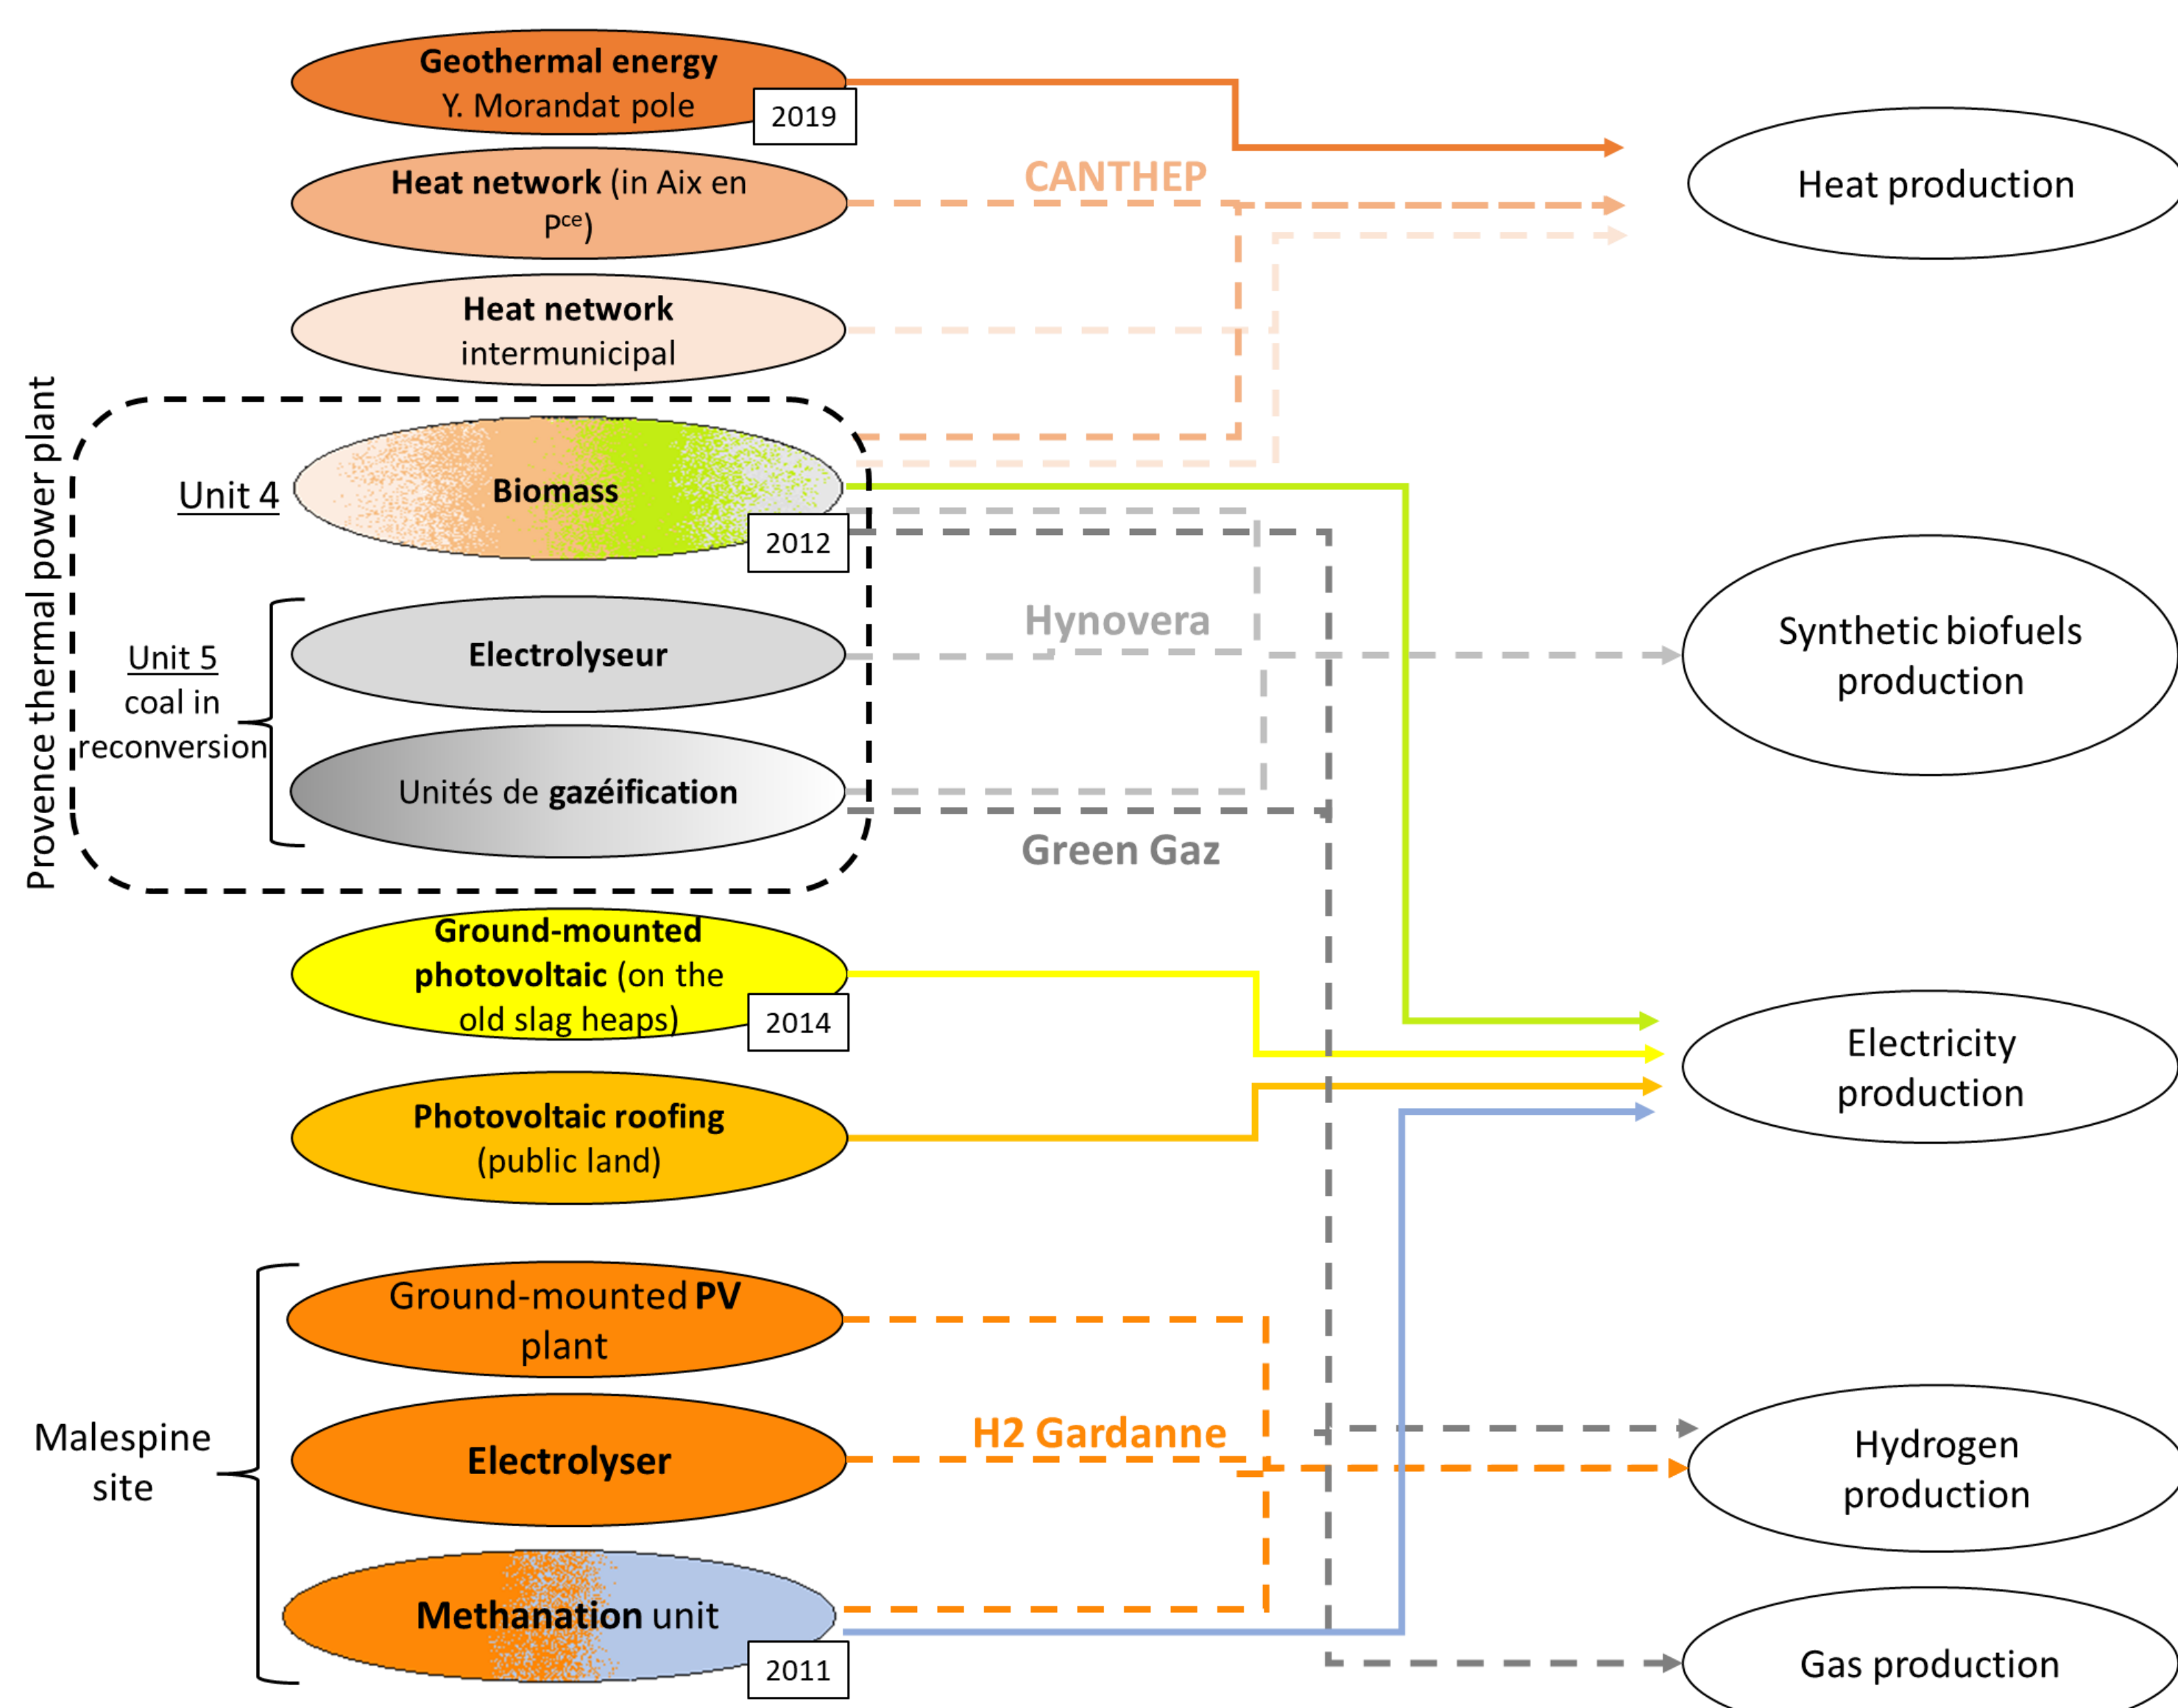 Geothermal energy
Y. Morandat pole
2019
Heat network (in Aix en
Pce)
CANTHEP
Heat production
Heat network
intermunicipal
Provence thermal power plant
Unit 4
Biomass
2012
Unit 5
coal in
reconversion
Electrolyseur
Hynovera
Synthetic biofuels
production
Unités de gazéification
Green Gaz
Ground-mounted
photovoltaic (on the
old slag heaps)
2014
Electricity
production
Photovoltaic roofing
(public land)
Malespine
site
Ground-mounted PV
plant
Electrolyser
H2 Gardanne
Hydrogen
production
Methanation unit
2011
Gas production